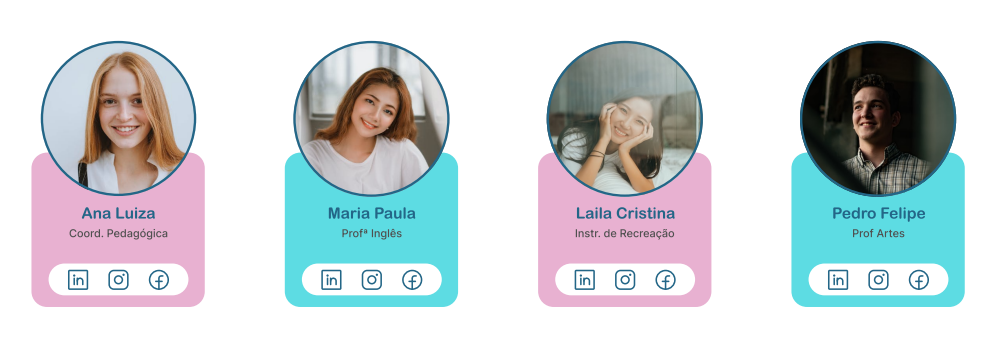 Ana Luiza
Coord. Pedagógica
in
Maria Paula
Profª Inglês
in
Laila Cristina
Instr. de Recreação
in
Pedro Felipe
Prof Artes
in